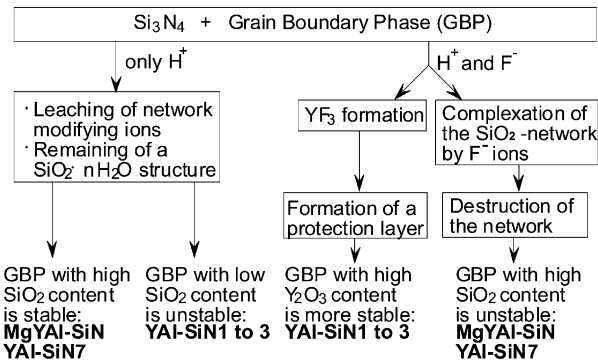 Si₃N₄ + Grain Boundary Phase (GBP)
only H⁺
H⁺ and F⁻
· Leaching of network
modifying ions
· Remaining of a
SiO₂· nH₂O structure
YF₃ formation
Complexation of
the SiO₂ -network
by F⁻ ions
Formation of a
protection layer
Destruction of
the network
GBP with high
SiO₂ content
is stable:
MgYAl-SiN
YAl-SiN7
GBP with low
SiO₂ content
is unstable:
YAl-SiN1 to 3
GBP with high
Y₂O₃ content
is more stable:
YAl-SiN1 to 3
GBP with high
SiO₂ content
is unstable:
MgYAl-SiN
YAl-SiN7